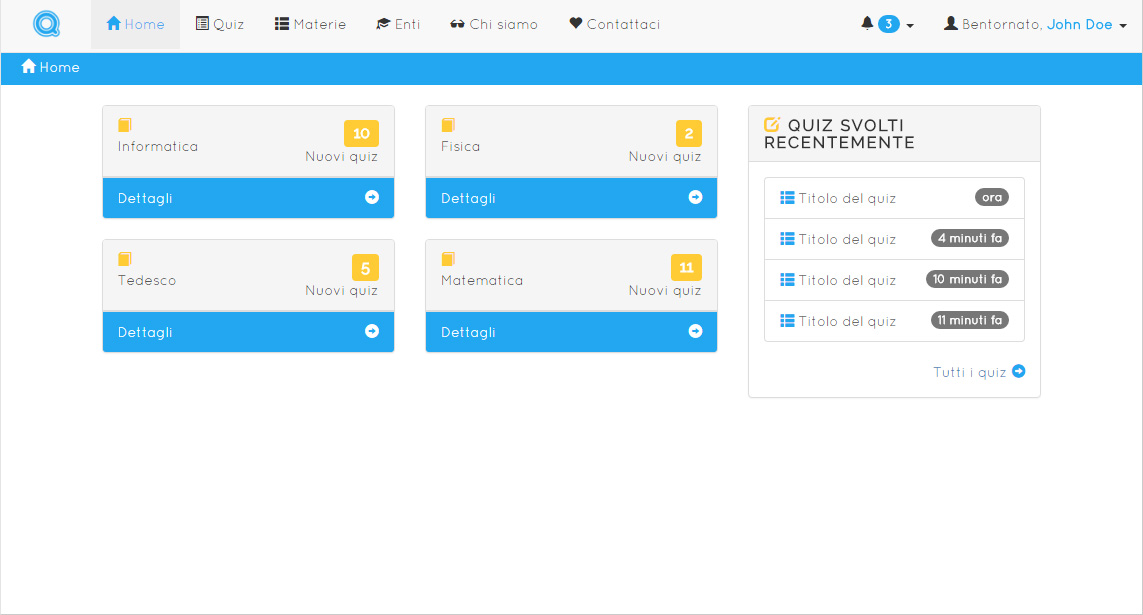 Home Quiz Materie Enti Chi siamo Contattaci 3 Bentornato, John Doe
Home
Informatica
10
Nuovi quiz
Dettagli
Fisica
2
Nuovi quiz
Dettagli
Tedesco
5
Nuovi quiz
Dettagli
Matematica
11
Nuovi quiz
Dettagli
QUIZ SVOLTI
RECENTEMENTE
Titolo del quiz ora
Titolo del quiz 4 minuti fa
Titolo del quiz 10 minuti fa
Titolo del quiz 11 minuti fa
Tutti i quiz